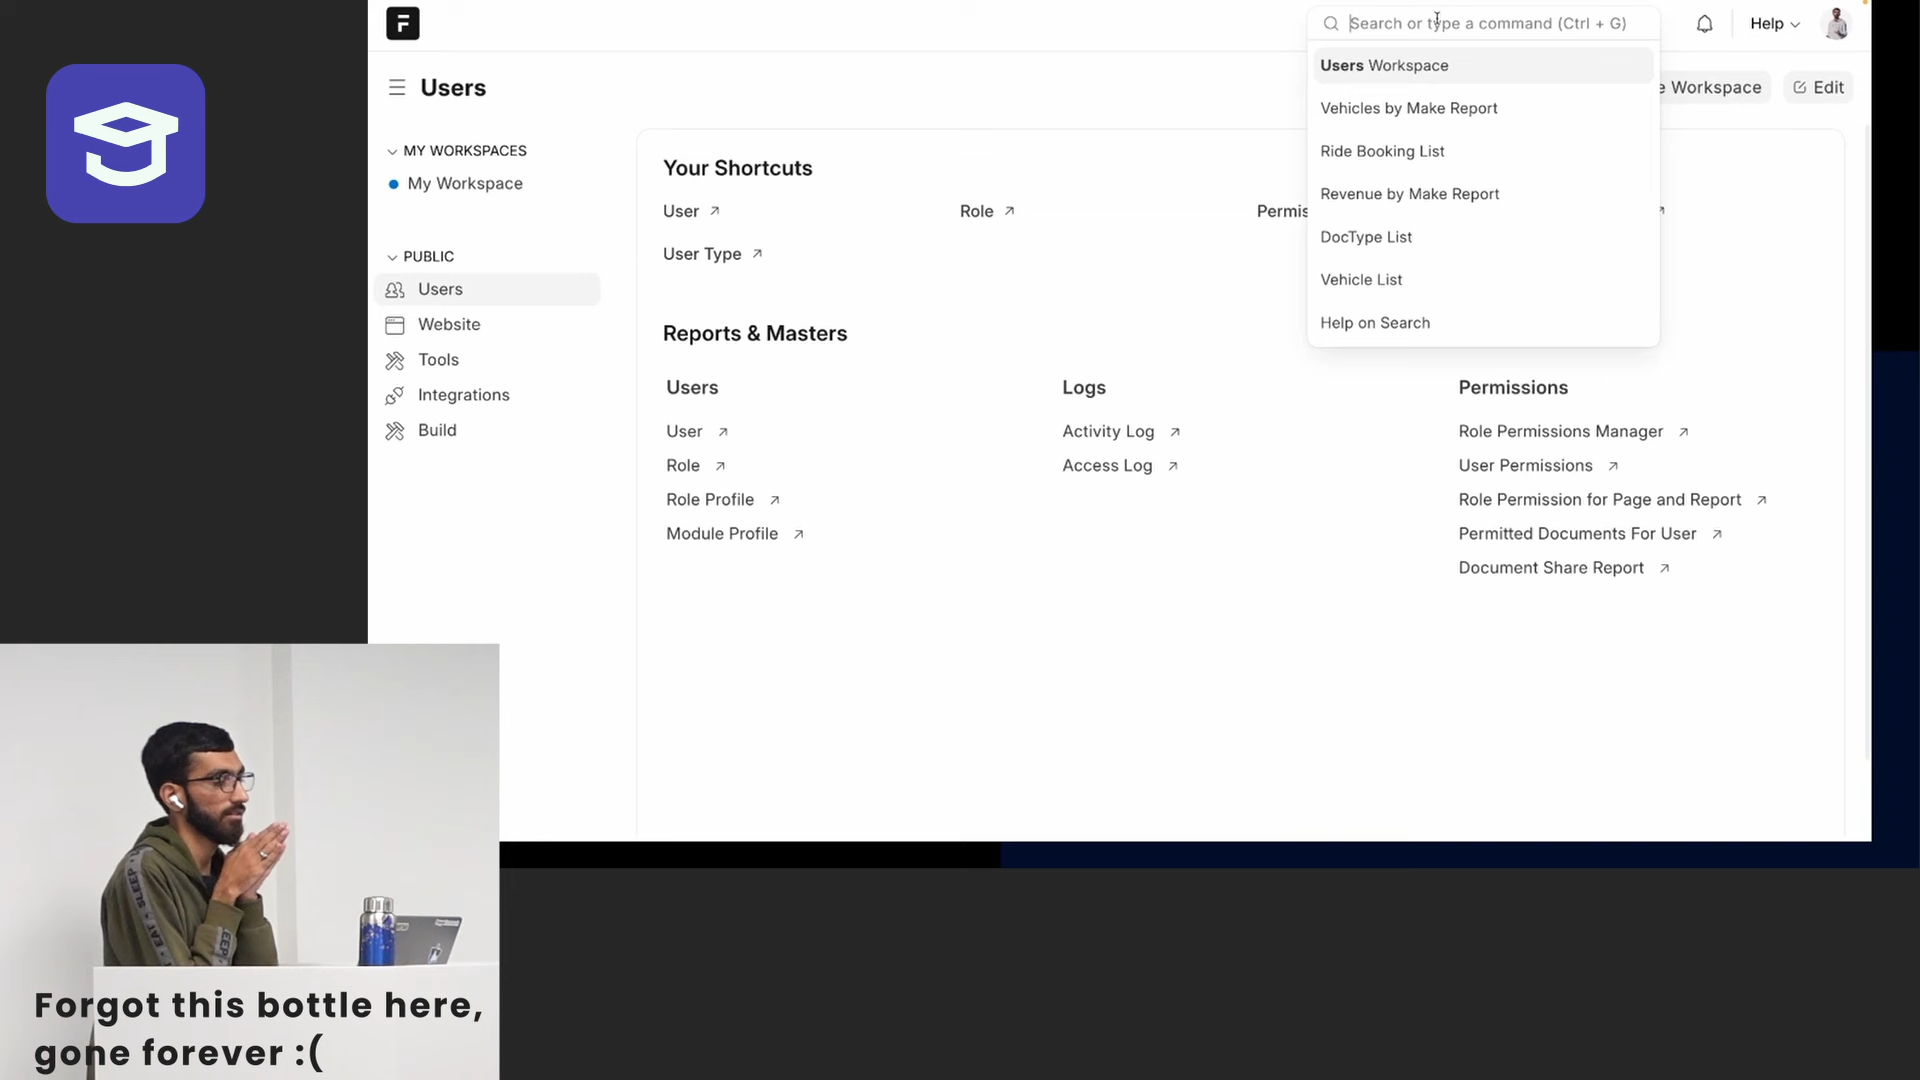 F
Search or type a command (Ctrl + G)
Help
Users
Users Workspace
e Workspace
Edit
Vehicles by Make Report
Ride Booking List
Revenue by Make Report
DocType List
Vehicle List
Help on Search
MY WORKSPACES
My Workspace
PUBLIC
Users
Website
Tools
Integrations
Build
Your Shortcuts
User
Role
Permis
User Type
Reports & Masters
Users
User
Role
Role Profile
Module Profile
Logs
Activity Log
Access Log
Permissions
Role Permissions Manager
User Permissions
Role Permission for Page and Report
Permitted Documents For User
Document Share Report
EAT + SLEEP
EEP
Forgot this bottle here,
gone forever :(